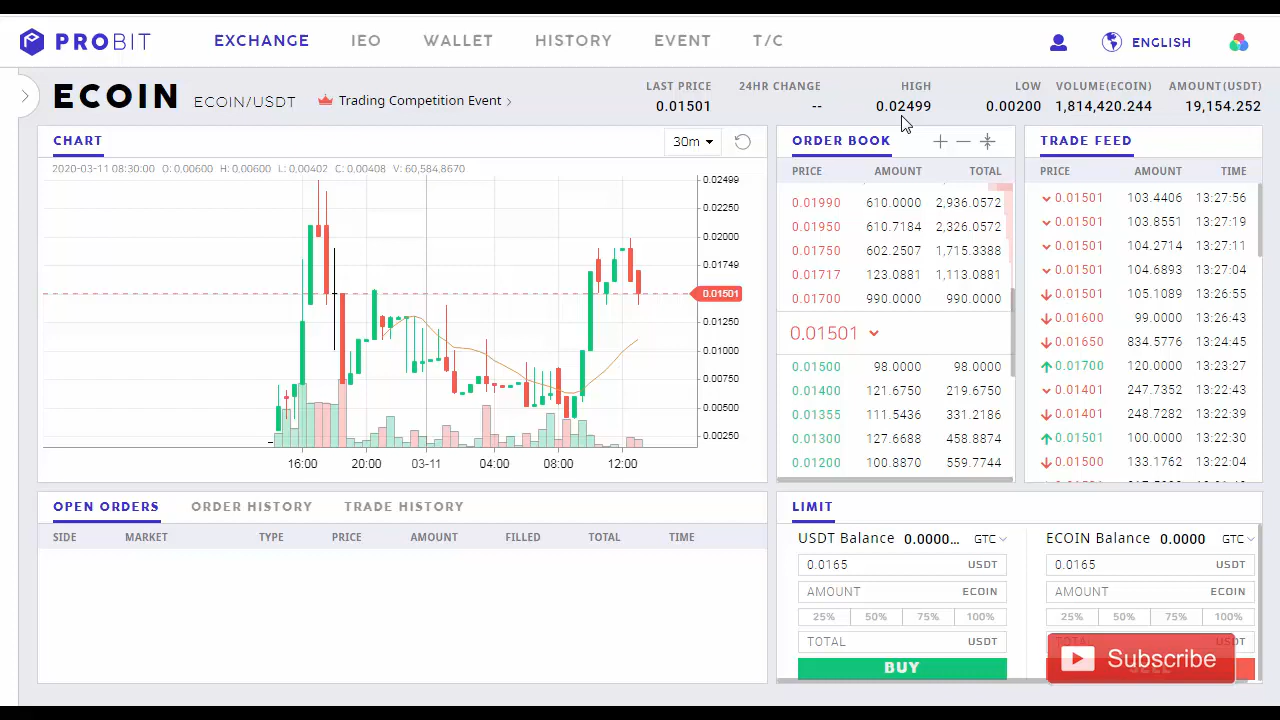 PROBIT EXCHANGE IEO WALLET HISTORY EVENT T/C ENGLISH
ECOIN ECOIN/USDT Trading Competition Event
LAST PRICE 24HR CHANGE HIGH LOW VOLUME(ECOIN) AMOUNT(USDT)
0.01501 -- 0.02499 0.00200 1,814,420.244 19,154.252
CHART 30m
2020-03-11 08:30:00 O: 0.00600 H: 0.00600 L: 0.00402 C: 0.00408 V: 60,584.8670
0.02499
0.02250
0.02000
0.01749
0.01501
0.01250
0.01000
0.00750
0.00500
0.00250
16:00 20:00 03-11 04:00 08:00 12:00
ORDER BOOK
PRICE AMOUNT TOTAL
0.01990 610.0000 2,936.0572
0.01950 610.7184 2,326.0572
0.01750 602.2507 1,715.3388
0.01717 123.0881 1,113.0881
0.01700 990.0000 990.0000
0.01501
0.01500 98.0000 98.0000
0.01400 121.6750 219.6750
0.01355 111.5436 331.2186
0.01300 127.6688 458.8874
0.01200 100.8870 559.7744
TRADE FEED
PRICE AMOUNT TIME
0.01501 103.4406 13:27:56
0.01501 103.8551 13:27:19
0.01501 104.2714 13:27:11
0.01501 104.6893 13:27:04
0.01501 105.1089 13:26:55
0.01600 99.0000 13:26:43
0.01650 834.5776 13:24:45
0.01700 120.0000 13:23:27
0.01401 247.7392 13:22:43
0.01401 248.7282 13:22:39
0.01501 100.0000 13:22:30
0.01500 133.1762 13:22:04
OPEN ORDERS ORDER HISTORY TRADE HISTORY
SIDE MARKET TYPE PRICE AMOUNT FILLED TOTAL TIME
LIMIT
USDT Balance 0.0000... GTC
0.0165 USDT
AMOUNT ECOIN
25% 50% 75% 100%
TOTAL USDT
BUY
ECOIN Balance 0.0000 GTC
0.0165 USDT
AMOUNT ECOIN
25% 50% 75% 100%
TOTAL USDT
Subscribe